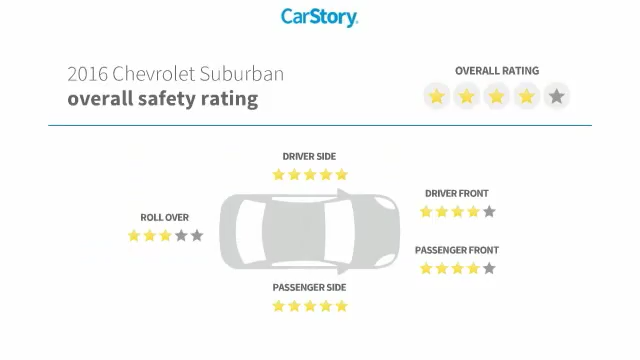 CarStory.
2016 Chevrolet Suburban
overall safety rating
OVERALL RATING
DRIVER SIDE
DRIVER FRONT
ROLL OVER
PASSENGER FRONT
PASSENGER SIDE